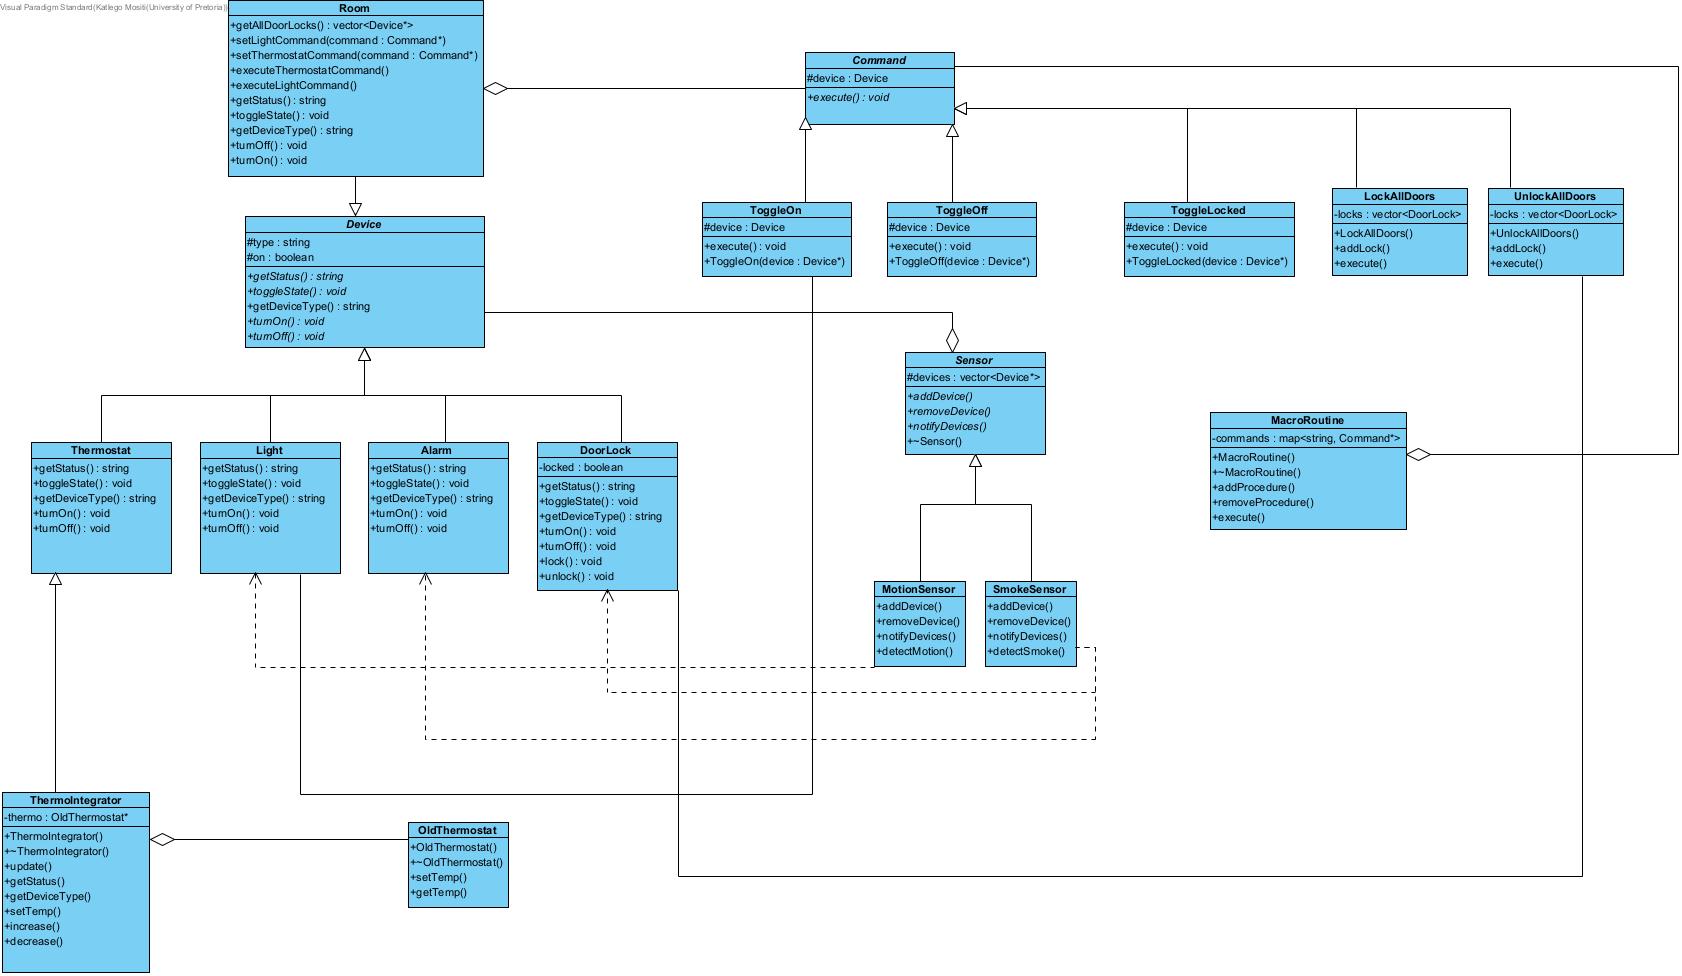 Visual Paradigm Standard(Katlego Mositi(University of Pretoria))
Room
+getAllDoorLocks() : vector<Device*>
+setLightCommand(command : Command*)
+setThermostatCommand(command : Command*)
+executeThermostatCommand()
+executeLightCommand()
+getStatus() : string
+toggleState() : void
+getDeviceType() : string
+turnOff() : void
+turnOn() : void
Command
#device : Device
+execute() : void
ToggleOn
#device : Device
+execute() : void
+ToggleOn(device : Device*)
ToggleOff
#device : Device
+execute() : void
+ToggleOff(device : Device*)
ToggleLocked
#device : Device
+execute() : void
+ToggleLocked(device : Device*)
LockAllDoors
-locks : vector<DoorLock>
+LockAllDoors()
+addLock()
+execute()
UnlockAllDoors
-locks : vector<DoorLock>
+UnlockAllDoors()
+addLock()
+execute()
Device
#type : string
#on : boolean
+getStatus() : string
+toggleState() : void
+getDeviceType() : string
+turnOn() : void
+turnOff() : void
Sensor
#devices : vector<Device*>
+addDevice()
+removeDevice()
+notifyDevices()
+~Sensor()
MacroRoutine
-commands : map<string, Command*>
+MacroRoutine()
+~MacroRoutine()
+addProcedure()
+removeProcedure()
+execute()
Thermostat
+getStatus() : string
+toggleState() : void
+getDeviceType() : string
+turnOn() : void
+turnOff() : void
Light
+getStatus() : string
+toggleState() : void
+getDeviceType() : string
+turnOn() : void
+turnOff() : void
Alarm
+getStatus() : string
+toggleState() : void
+getDeviceType() : string
+turnOn() : void
+turnOff() : void
DoorLock
-locked : boolean
+getStatus() : string
+toggleState() : void
+getDeviceType() : string
+turnOn() : void
+turnOff() : void
+lock() : void
+unlock() : void
MotionSensor
+addDevice()
+removeDevice()
+notifyDevices()
+detectMotion()
SmokeSensor
+addDevice()
+removeDevice()
+notifyDevices()
+detectSmoke()
ThermoIntegrator
-thermo : OldThermostat*
+ThermoIntegrator()
+~ThermoIntegrator()
+update()
+getStatus()
+getDeviceType()
+setTemp()
+increase()
+decrease()
OldThermostat
+OldThermostat()
+~OldThermostat()
+setTemp()
+getTemp()